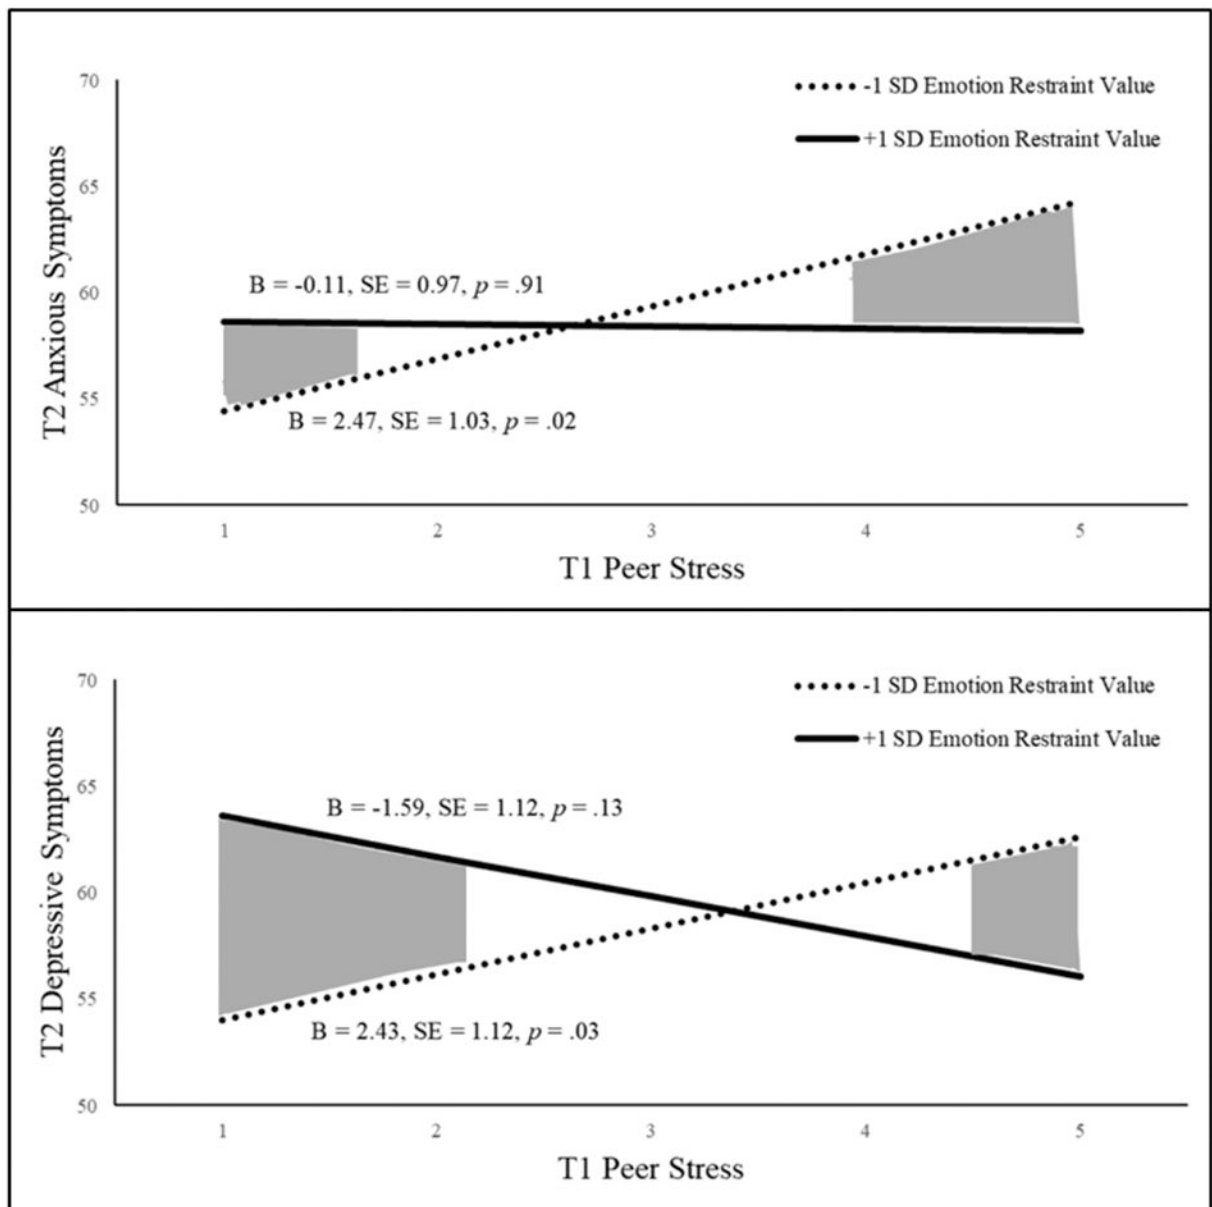 70
-1 SD Emotion Restraint Value
+1 SD Emotion Restraint Value
65
T2 Anxious Symptoms
60
B = -0.11, SE = 0.97, p = .91
55
B = 2.47, SE = 1.03, p = .02
50
1 2 3 4 5
T1 Peer Stress
70
-1 SD Emotion Restraint Value
+1 SD Emotion Restraint Value
65
T2 Depressive Symptoms
B = -1.59, SE = 1.12, p = .13
60
55
B = 2.43, SE = 1.12, p = .03
50
1 2 3 4 5
T1 Peer Stress